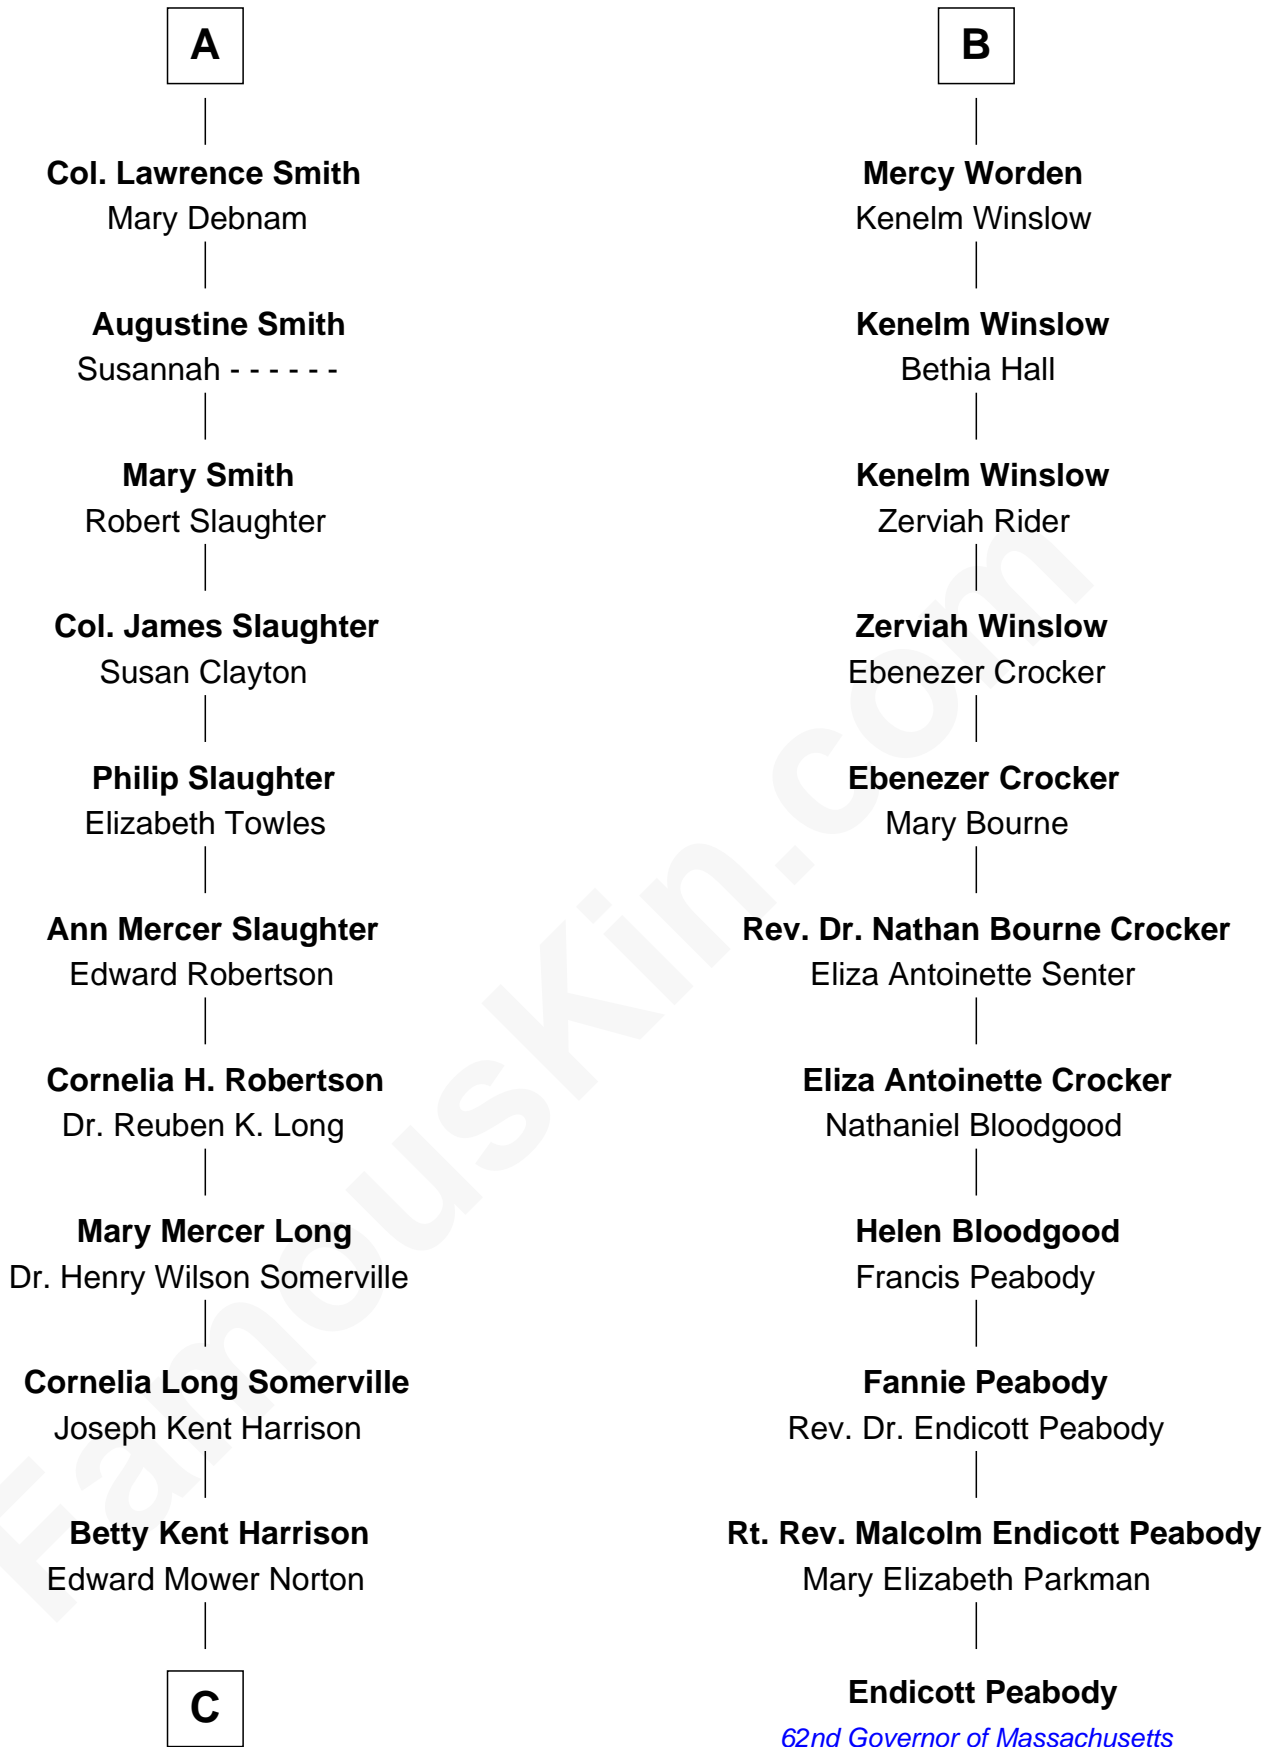 A
Col. Lawrence Smith
Mary Debnam
Augustine Smith
Susannah - - - - - -
Mary Smith
Robert Slaughter
Col. James Slaughter
Susan Clayton
Philip Slaughter
Elizabeth Towles
Ann Mercer Slaughter
Edward Robertson
Cornelia H. Robertson
Dr. Reuben K. Long
Mary Mercer Long
Dr. Henry Wilson Somerville
Cornelia Long Somerville
Joseph Kent Harrison
Betty Kent Harrison
Edward Mower Norton
C
B
Mercy Worden
Kenelm Winslow
Kenelm Winslow
Bethia Hall
Kenelm Winslow
Zerviah Rider
Zerviah Winslow
Ebenezer Crocker
Ebenezer Crocker
Mary Bourne
Rev. Dr. Nathan Bourne Crocker
Eliza Antoinette Senter
Eliza Antoinette Crocker
Nathaniel Bloodgood
Helen Bloodgood
Francis Peabody
Fannie Peabody
Rev. Dr. Endicott Peabody
Rt. Rev. Malcolm Endicott Peabody
Mary Elizabeth Parkman
Endicott Peabody
62nd Governor of Massachusetts
FamousKin.com